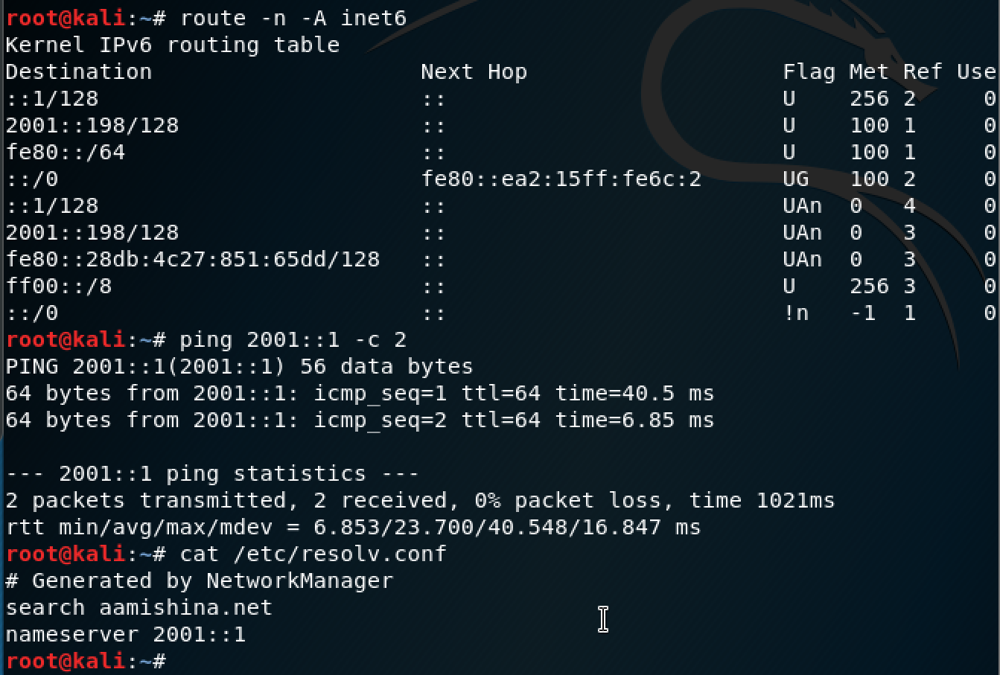 root@kali:~# route -n -A inet6
Kernel IPv6 routing table
Destination                    Next Hop                   Flag Met Ref Use
::1/128                        ::                         U    256 2     0
2001::198/128                  ::                         U    100 1     0
fe80::/64                      ::                         U    100 1     0
::/0                           fe80::ea2:15ff:fe6c:2      UG   100 2     0
::1/128                        ::                         UAn  0   4     0
2001::198/128                  ::                         UAn  0   3     0
fe80::28db:4c27:851:65dd/128   ::                         UAn  0   3     0
ff00::/8                       ::                         U    256 3     0
::/0                           ::                         !n   -1  1     0
root@kali:~# ping 2001::1 -c 2
PING 2001::1(2001::1) 56 data bytes
64 bytes from 2001::1: icmp_seq=1 ttl=64 time=40.5 ms
64 bytes from 2001::1: icmp_seq=2 ttl=64 time=6.85 ms
--- 2001::1 ping statistics ---
2 packets transmitted, 2 received, 0% packet loss, time 1021ms
rtt min/avg/max/mdev = 6.853/23.700/40.548/16.847 ms
root@kali:~# cat /etc/resolv.conf
# Generated by NetworkManager
search aamishina.net
nameserver 2001::1
root@kali:~#